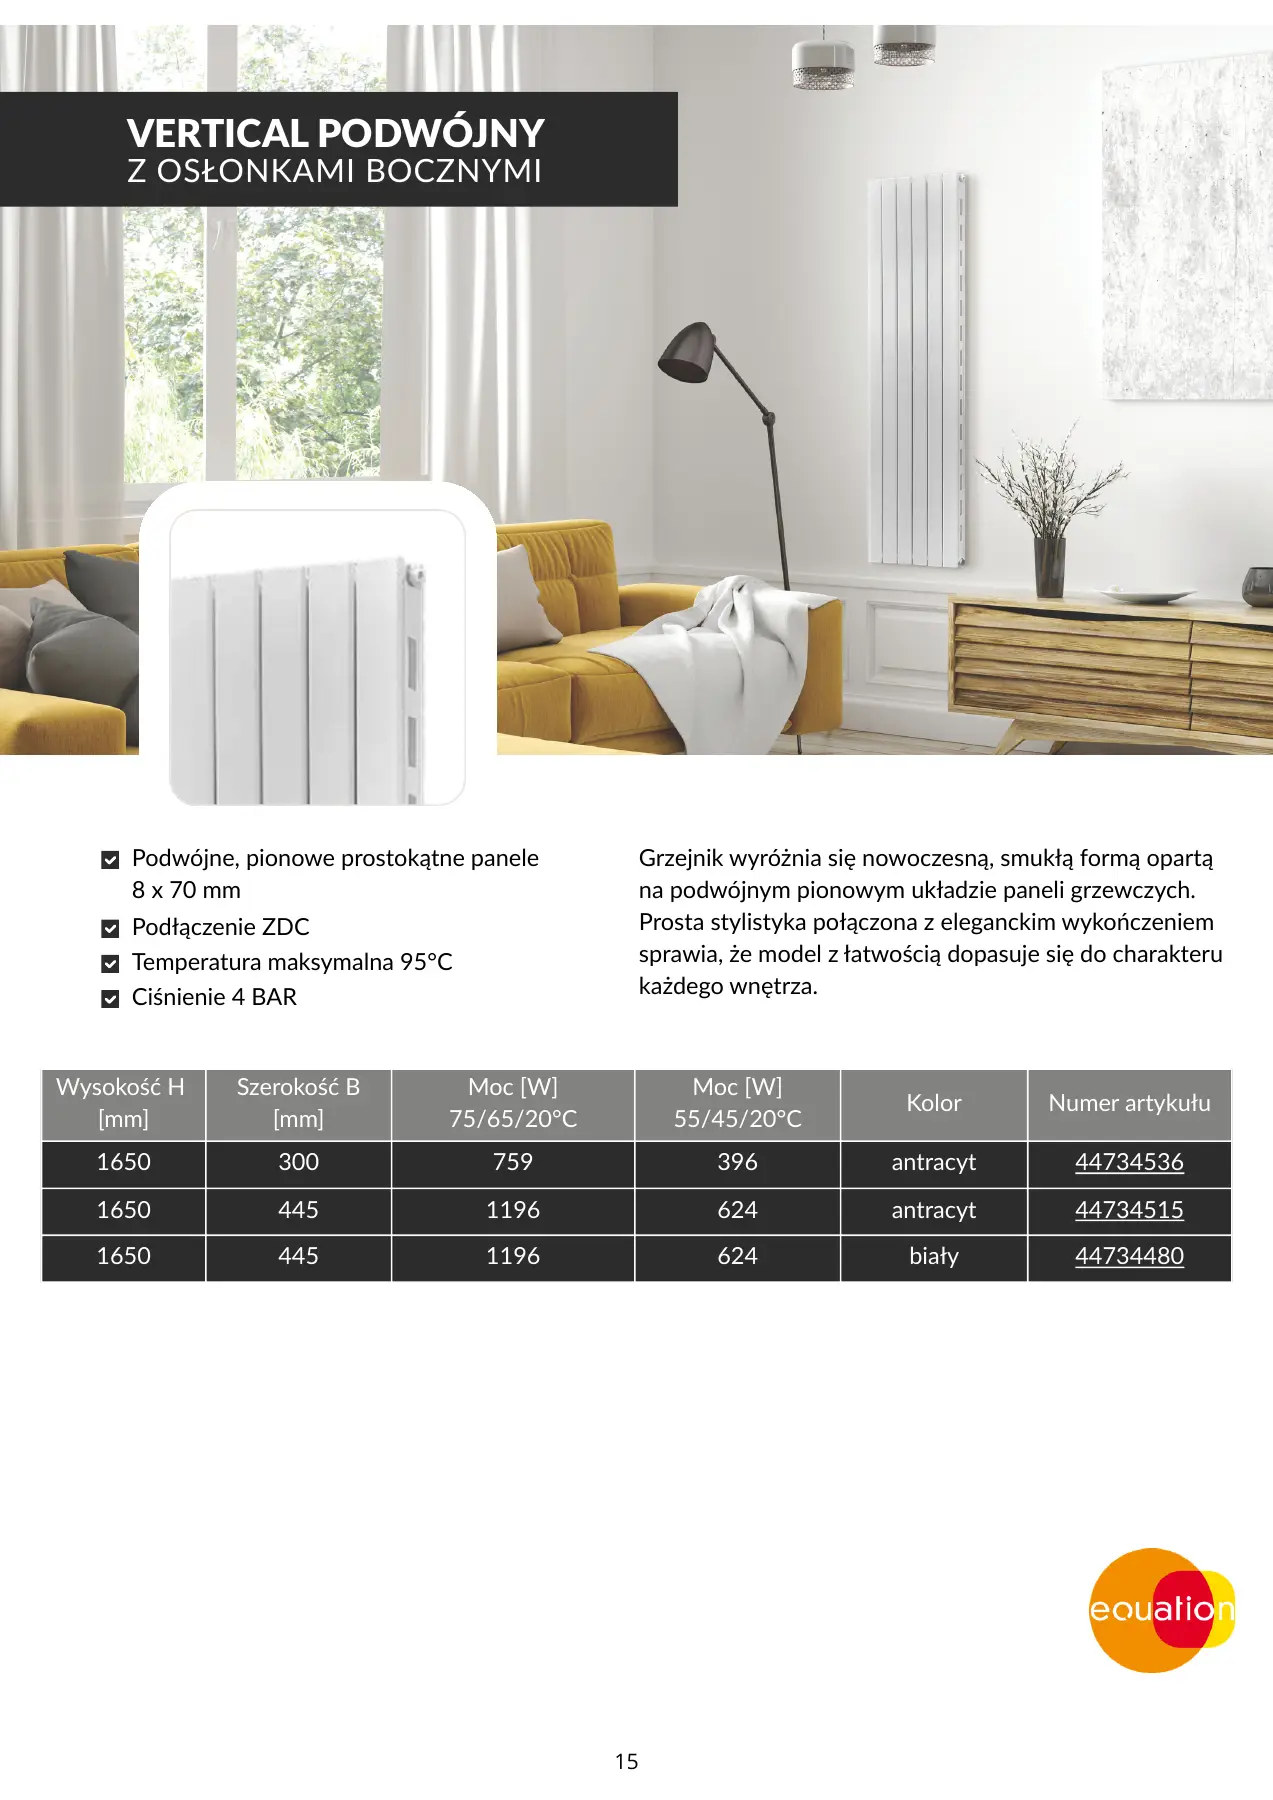 VERTICAL PODWÓJNY
Z OSŁONKAMI BOCZNYMI
Podwójne, pionowe prostokątne panele
8 x 70 mm
Podłączenie ZDC
Temperatura maksymalna 95°C
Ciśnienie 4 BAR
Grzejnik wyróżnia się nowoczesną, smukłą formą opartą
na podwójnym pionowym układzie paneli grzewczych.
Prosta stylistyka połączona z eleganckim wykończeniem
sprawia, że model z łatwością dopasuje się do charakteru
każdego wnętrza.
Wysokość H [mm] Szerokość B [mm] Moc [W] 75/65/20°C Moc [W] 55/45/20°C Kolor Numer artykułu
1650 300 759 396 antracyt 44734536
1650 445 1196 624 antracyt 44734515
1650 445 1196 624 biały 44734480
equation
15